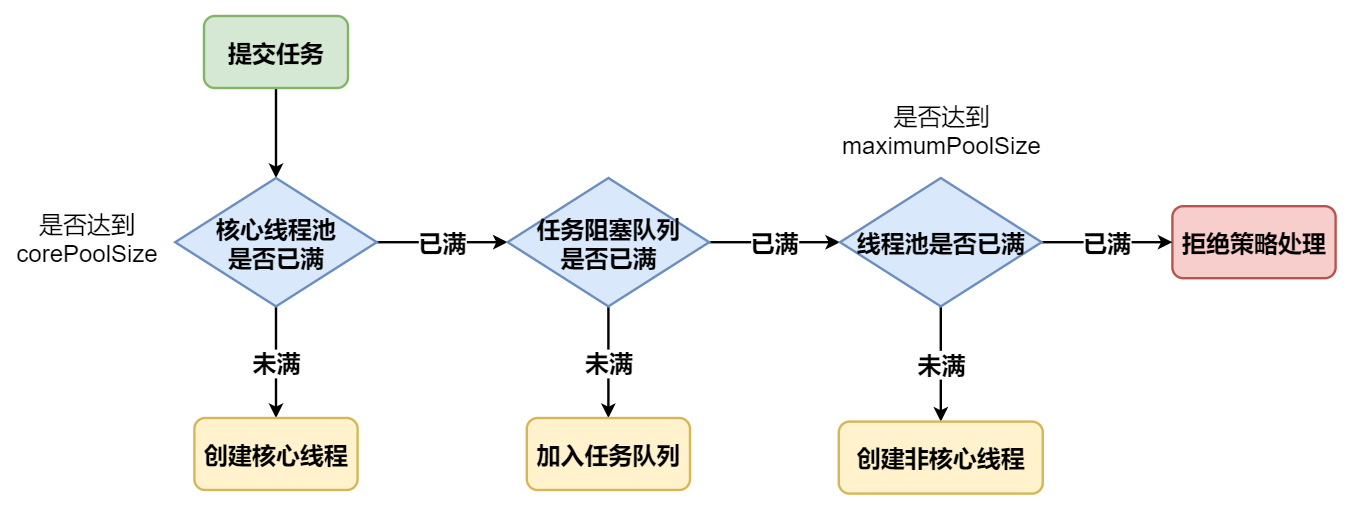 提交任务
是否达到
maximumPoolSize
是否达到
corePoolSize
核心线程池
是否已满
已满
任务阻塞队列
是否已满
已满
线程池是否已满
已满
拒绝策略处理
未满
未满
未满
创建核心线程
加入任务队列
创建非核心线程